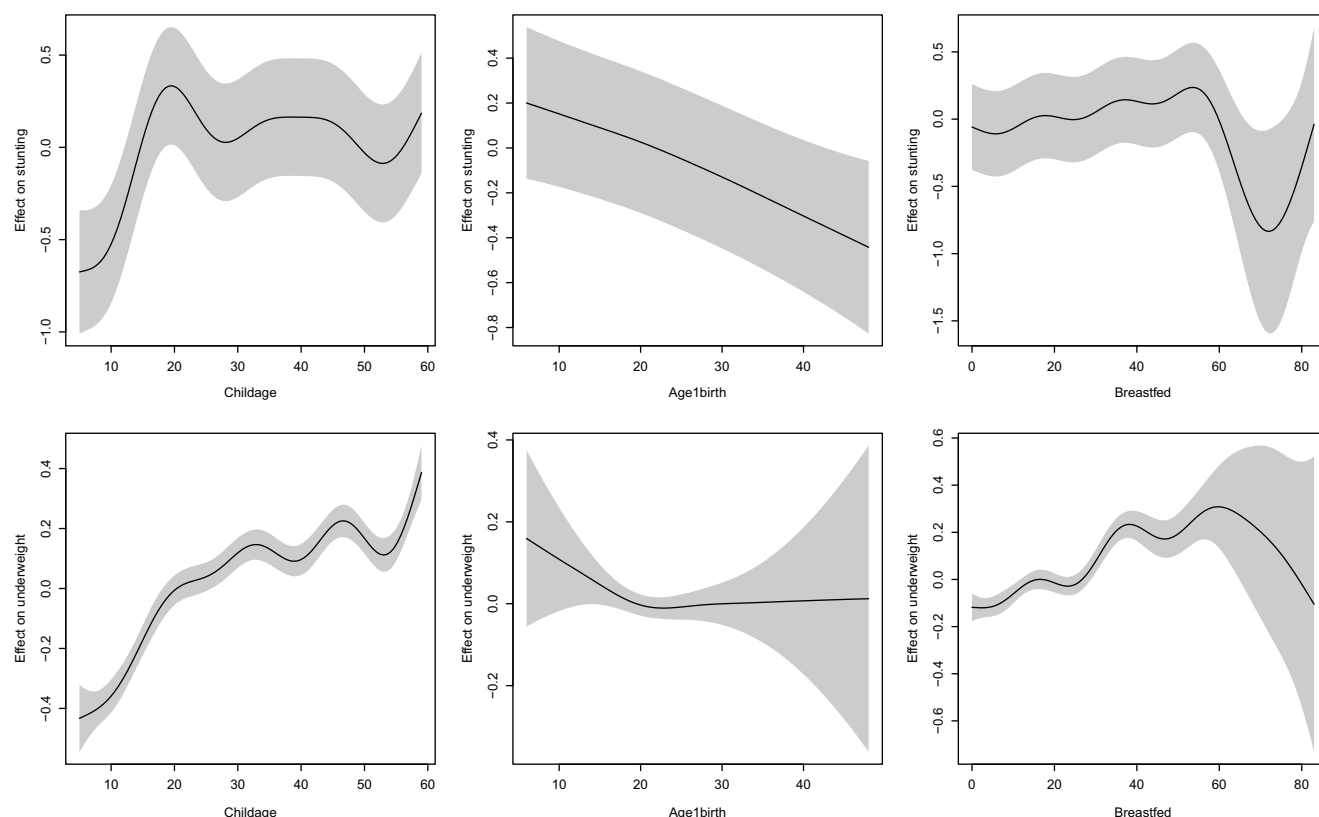 Effect on stunting
−1.0 −0.5 0.0 0.5
10 20 30 40 50 60
Childage
Effect on stunting
−0.8 −0.6 −0.4 −0.2 0.0 0.2 0.4
10 20 30 40
Age1birth
Effect on stunting
−1.5 −1.0 −0.5 0.0 0.5
0 20 40 60 80
Breastfed
Effect on underweight
−0.4 −0.2 0.0 0.2 0.4
10 20 30 40 50 60
Childage
Effect on underweight
−0.2 0.0 0.2 0.4
10 20 30 40
Age1birth
Effect on underweight
−0.6 −0.4 −0.2 0.0 0.2 0.4 0.6
0 20 40 60 80
Breastfed